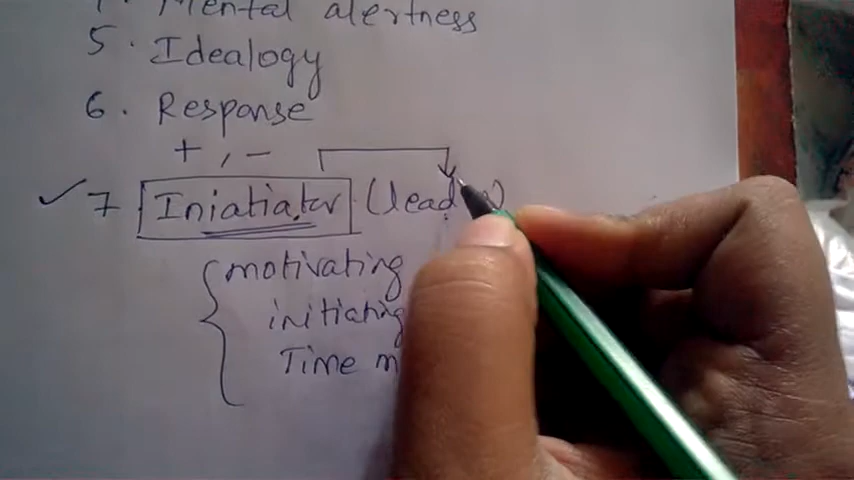 Mental alertness
5. Idealogy
6. Response
+, -
✓ 7 Iniatiator (lead
motivating
initiating
Time m